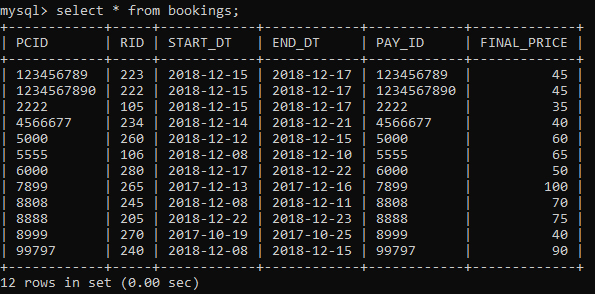 mysql> select * from bookings;
+------------+-----+------------+------------+------------+-------------+
| PCID       | RID | START_DT   | END_DT     | PAY_ID     | FINAL_PRICE |
+------------+-----+------------+------------+------------+-------------+
| 123456789  | 223 | 2018-12-15 | 2018-12-17 | 123456789  |          45 |
| 1234567890 | 222 | 2018-12-15 | 2018-12-17 | 1234567890 |          45 |
| 2222       | 105 | 2018-12-15 | 2018-12-17 | 2222       |          35 |
| 4566677    | 234 | 2018-12-14 | 2018-12-21 | 4566677    |          40 |
| 5000       | 260 | 2018-12-12 | 2018-12-15 | 5000       |          60 |
| 5555       | 106 | 2018-12-08 | 2018-12-10 | 5555       |          65 |
| 6000       | 280 | 2018-12-17 | 2018-12-22 | 6000       |          50 |
| 7899       | 265 | 2017-12-13 | 2017-12-16 | 7899       |         100 |
| 8808       | 245 | 2018-12-08 | 2018-12-11 | 8808       |          70 |
| 8888       | 205 | 2018-12-22 | 2018-12-23 | 8888       |          75 |
| 8999       | 270 | 2017-10-19 | 2017-10-25 | 8999       |          40 |
| 99797      | 240 | 2018-12-08 | 2018-12-15 | 99797      |          90 |
+------------+-----+------------+------------+------------+-------------+
12 rows in set (0.00 sec)